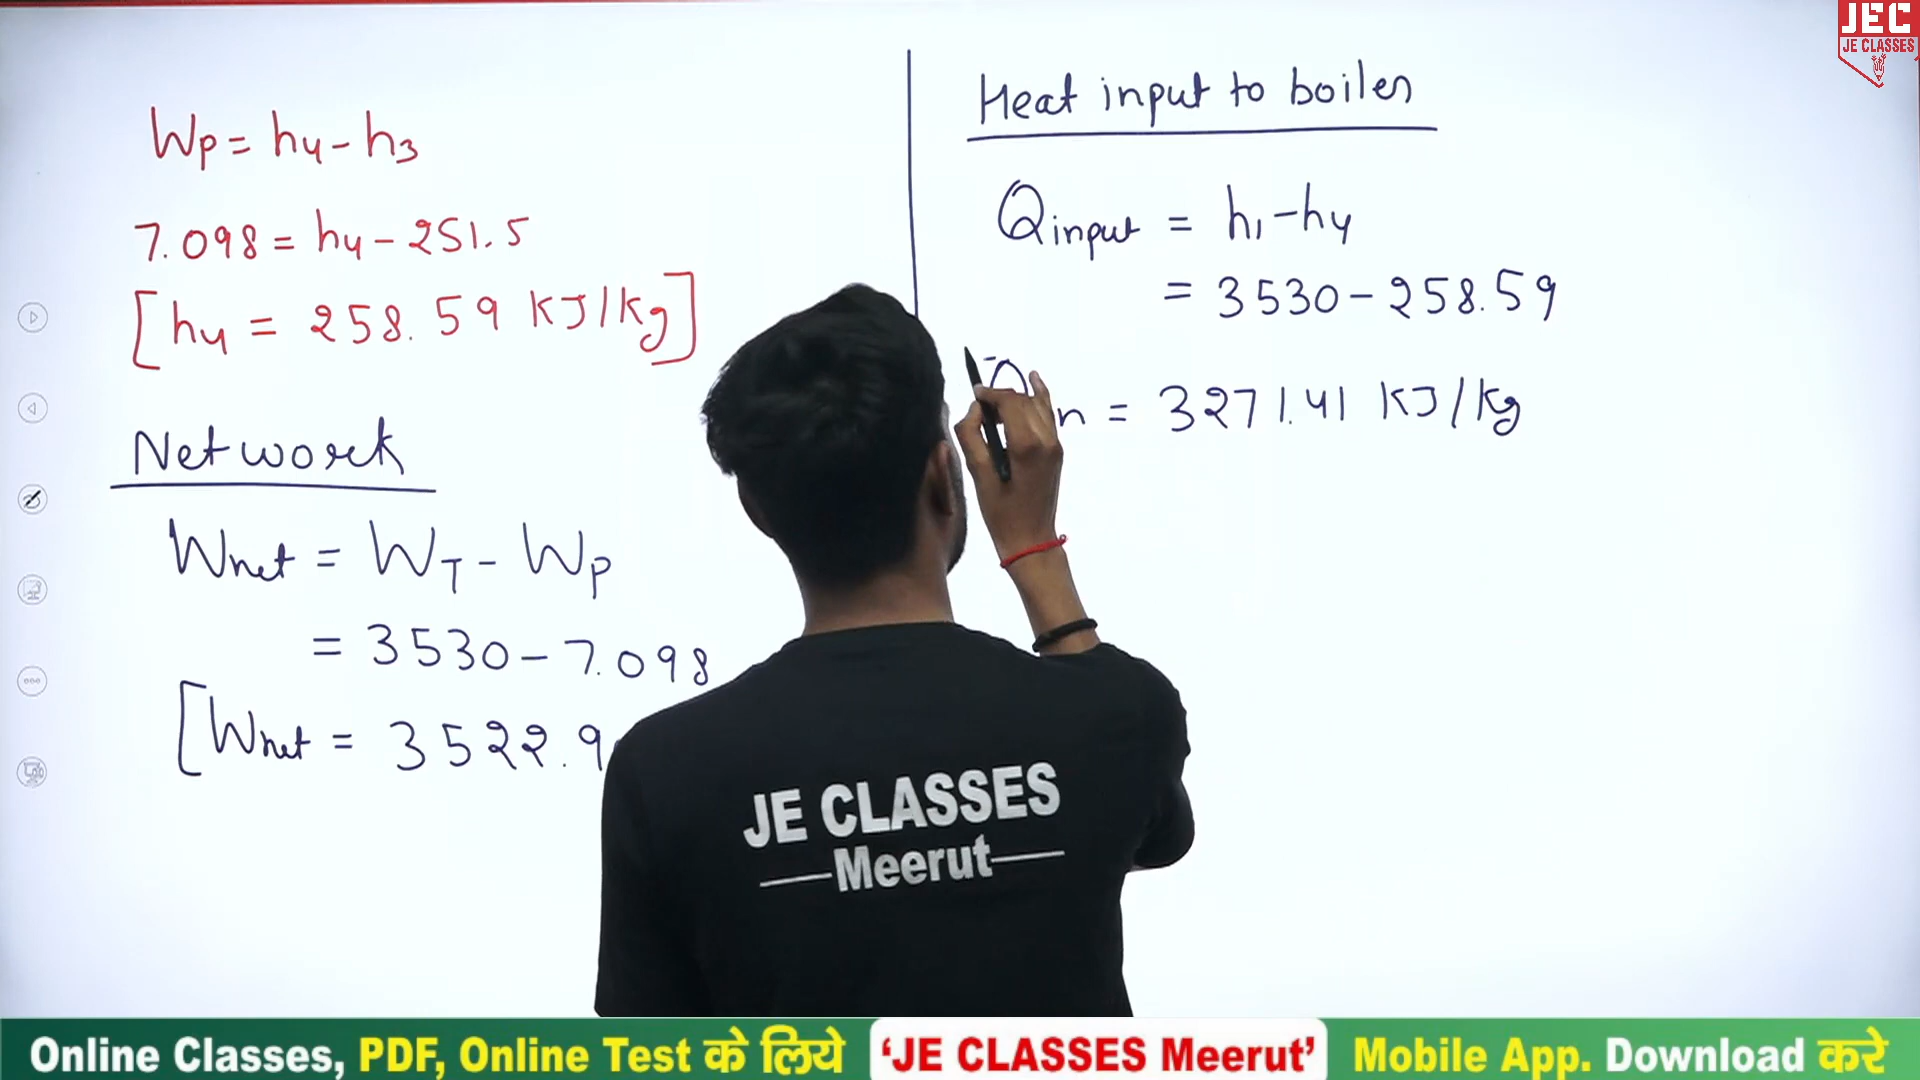 JEC
JE CLASSES
Wp = h4 - h3
7.098 = h4 - 251.5
[h4 = 258.59 KJ/Kg]
Net work
Wnet = WT - Wp
= 3530 - 7.098
[Wnet = 3522.9
Heat input to boiler
Qinput = h1 - h4
= 3530 - 258.59
= 3271.41 KJ/Kg
JE CLASSES
Meerut
Online Classes, PDF, Online Test के लिये 'JE CLASSES Meerut' Mobile App. Download करे